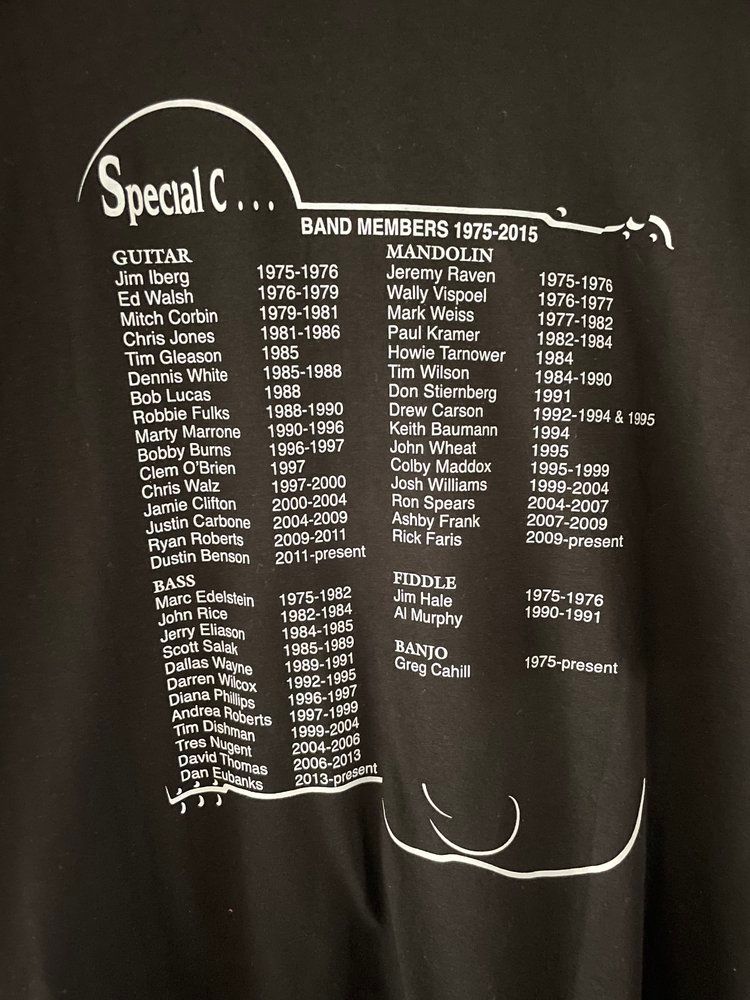 Special C...
BAND MEMBERS 1975-2015
GUITAR
Jim Iberg 1975-1976
Ed Walsh 1976-1979
Mitch Corbin 1979-1981
Chris Jones 1981-1986
Tim Gleason 1985
Dennis White 1985-1988
Bob Lucas 1988
Robbie Fulks 1988-1990
Marty Marrone 1990-1996
Bobby Burns 1996-1997
Clem O'Brien 1997
Chris Walz 1997-2000
Jamie Clifton 2000-2004
Justin Carbone 2004-2009
Ryan Roberts 2009-2011
Dustin Benson 2011-present
BASS
Marc Edelstein 1975-1982
John Rice 1982-1984
Jerry Eliason 1984-1985
Scott Salak 1985-1989
Dallas Wayne 1989-1991
Darren Wilcox 1992-1995
Diana Phillips 1996-1997
Andrea Roberts 1997-1999
Tim Dishman 1999-2004
Tres Nugent 2004-2006
David Thomas 2006-2013
Dan Eubanks 2013-present
MANDOLIN
Jeremy Raven 1975-1976
Wally Vispoel 1976-1977
Mark Weiss 1977-1982
Paul Kramer 1982-1984
Howie Tarnower 1984
Tim Wilson 1984-1990
Don Stiernberg 1991
Drew Carson 1992-1994 & 1995
Keith Baumann 1994
John Wheat 1995
Colby Maddox 1995-1999
Josh Williams 1999-2004
Ron Spears 2004-2007
Ashby Frank 2007-2009
Rick Faris 2009-present
FIDDLE
Jim Hale 1975-1976
Al Murphy 1990-1991
BANJO
Greg Cahill 1975-present